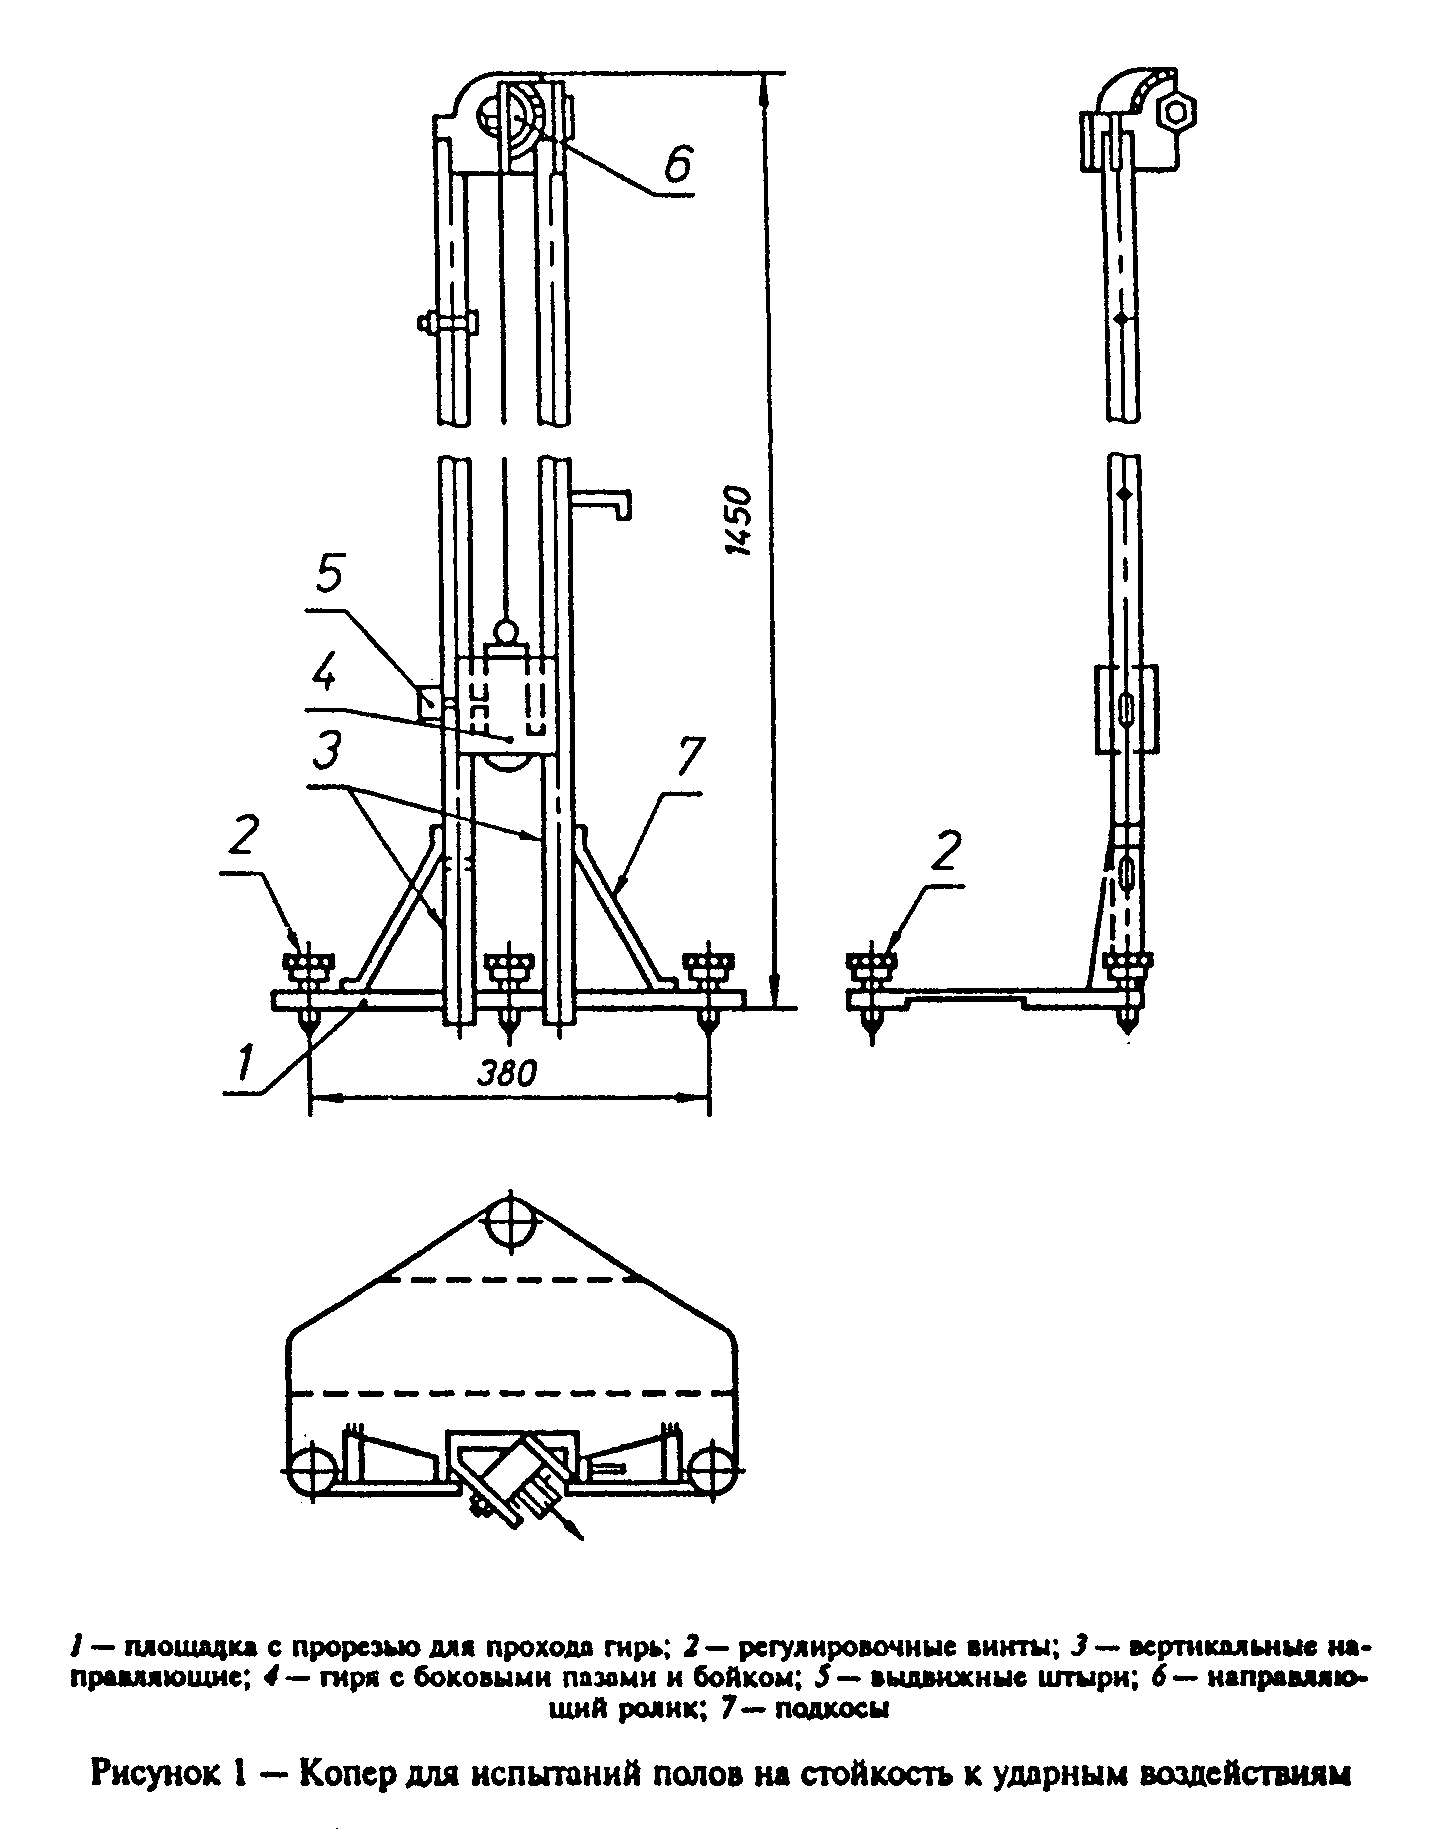 6
1450
5
4
3
7
2
2
1
380
1 — площадка с прорезью для прохода гирь; 2 — регулировочные винты; 3 — вертикальные на-
правляющие; 4 — гиря с боковыми пазами и бойком; 5 — выдвижные штыри; 6 — направляю-
щий ролик; 7 — подкосы
Рисунок 1 — Копер для испытаний полов на стойкость к ударным воздействиям